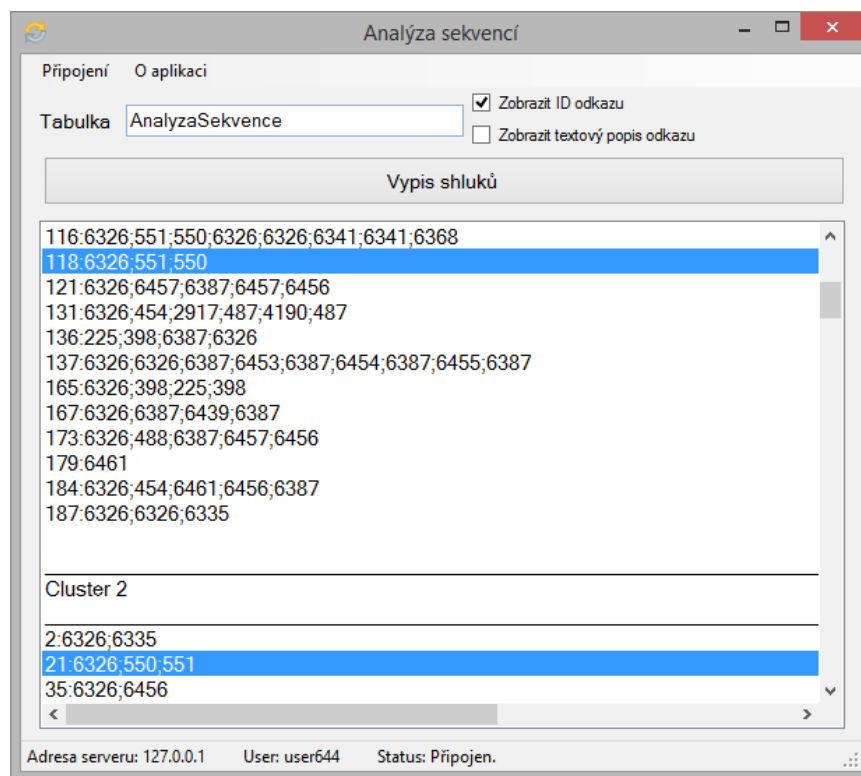 Analýza sekvencí
Připojení O aplikaci
Tabulka AnalyzaSekvence
Zobrazit ID odkazu
Zobrazit textový popis odkazu
Vypis shluků
116:6326;551;550;6326;6326;6341;6341;6368
118:6326;551;550
121:6326;6457;6387;6457;6456
131:6326;454;2917;487;4190;487
136:225;398;6387;6326
137:6326;6326;6387;6453;6387;6454;6387;6455;6387
165:6326;398;225;398
167:6326;6387;6439;6387
173:6326;488;6387;6457;6456
179:6461
184:6326;454;6461;6456;6387
187:6326;6326;6335
Cluster 2
2:6326;6335
21:6326;550;551
35:6326;6456
Adresa serveru: 127.0.0.1 User: user644 Status: Připojen.